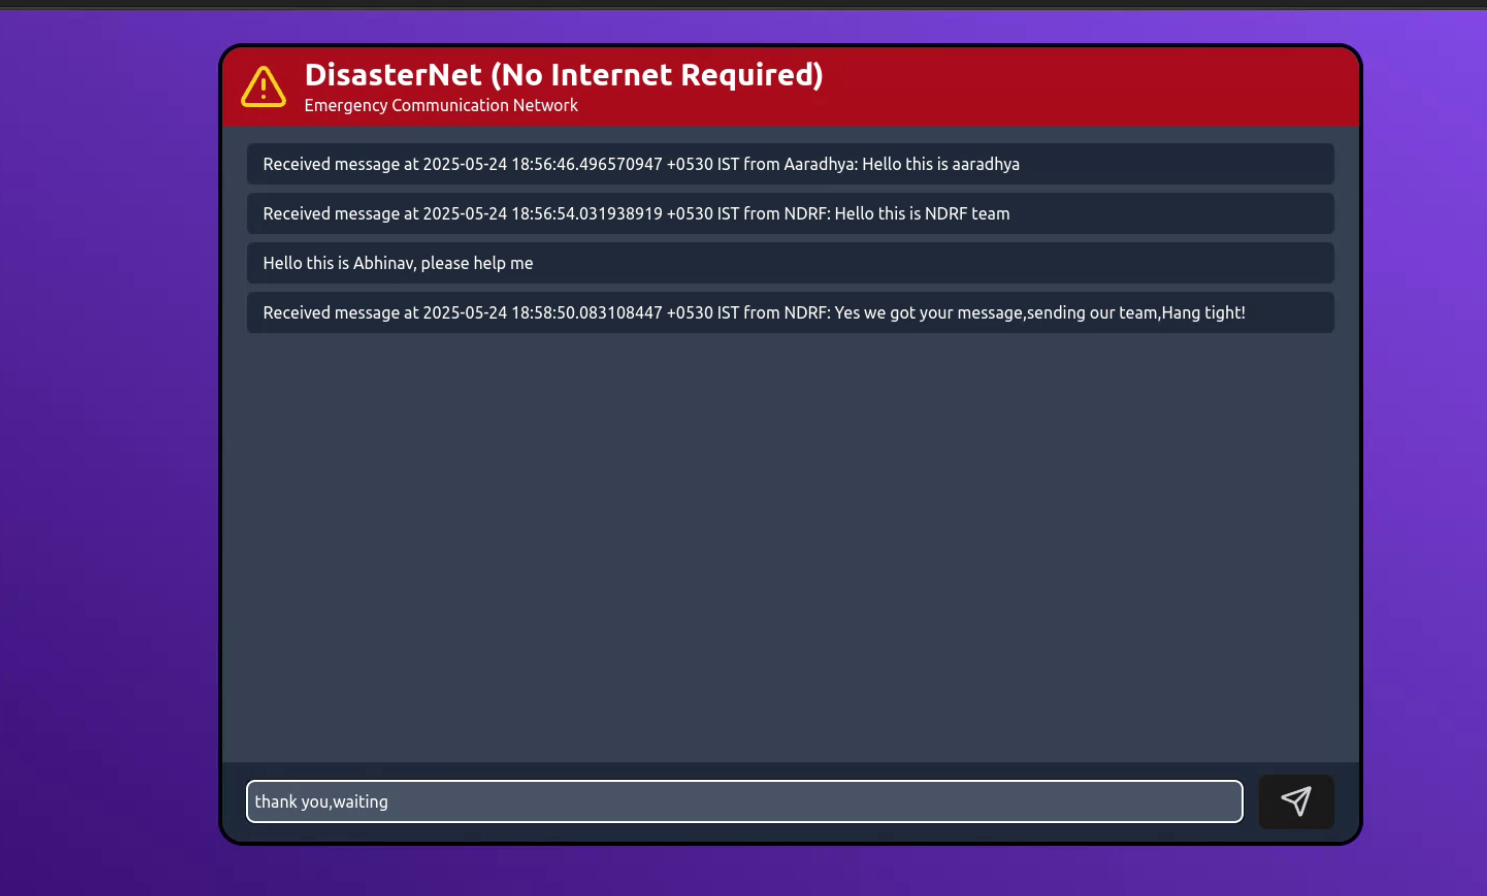 DisasterNet (No Internet Required)
Emergency Communication Network
Received message at 2025-05-24 18:56:46.496570947 +0530 IST from Aaradhya: Hello this is aaradhya
Received message at 2025-05-24 18:56:54.031938919 +0530 IST from NDRF: Hello this is NDRF team
Hello this is Abhinav, please help me
Received message at 2025-05-24 18:58:50.083108447 +0530 IST from NDRF: Yes we got your message,sending our team,Hang tight!
thank you,waiting